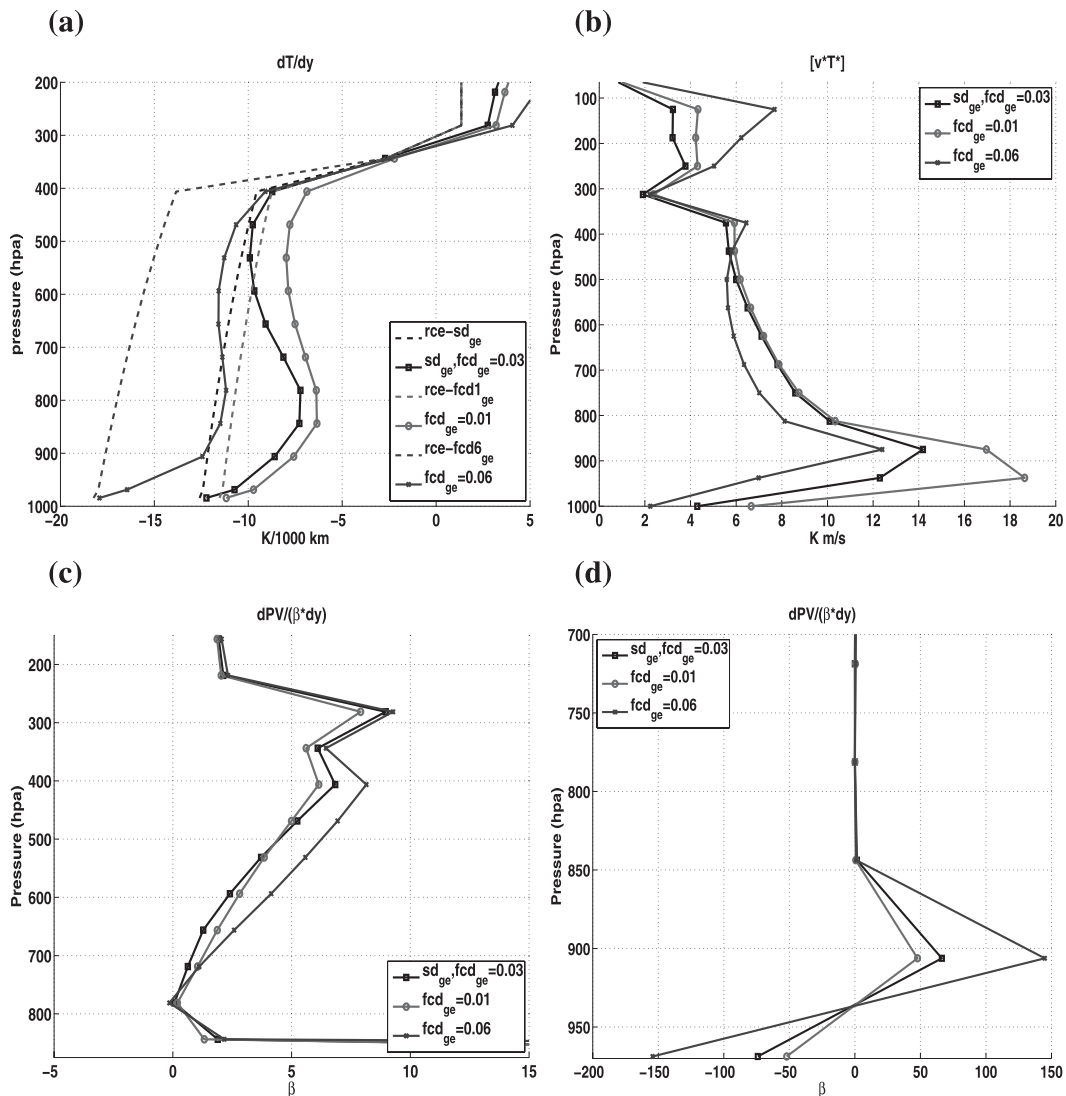 (a)
dT/dy
200
300
400
500
600
700
800
900
1000
pressure (hpa)
−20
−15
−10
−5
0
5
K/1000 km
rce−sd_ge
sd_ge,fcd_ge=0.03
rce−fcd1_ge
fcd_ge=0.01
rce−fcd6_ge
fcd_ge=0.06
(b)
[v*T*]
100
200
300
400
500
600
700
800
900
1000
Pressure (hpa)
0
2
4
6
8
10
12
14
16
18
20
K m/s
sd_ge,fcd_ge=0.03
fcd_ge=0.01
fcd_ge=0.06
(c)
dPV/(β*dy)
200
300
400
500
600
700
800
Pressure (hpa)
−5
0
5
10
15
β
sd_ge,fcd_ge=0.03
fcd_ge=0.01
fcd_ge=0.06
(d)
dPV/(β*dy)
700
750
800
850
900
950
Pressure (hpa)
−200
−150
−100
−50
0
50
100
150
β
sd_ge,fcd_ge=0.03
fcd_ge=0.01
fcd_ge=0.06